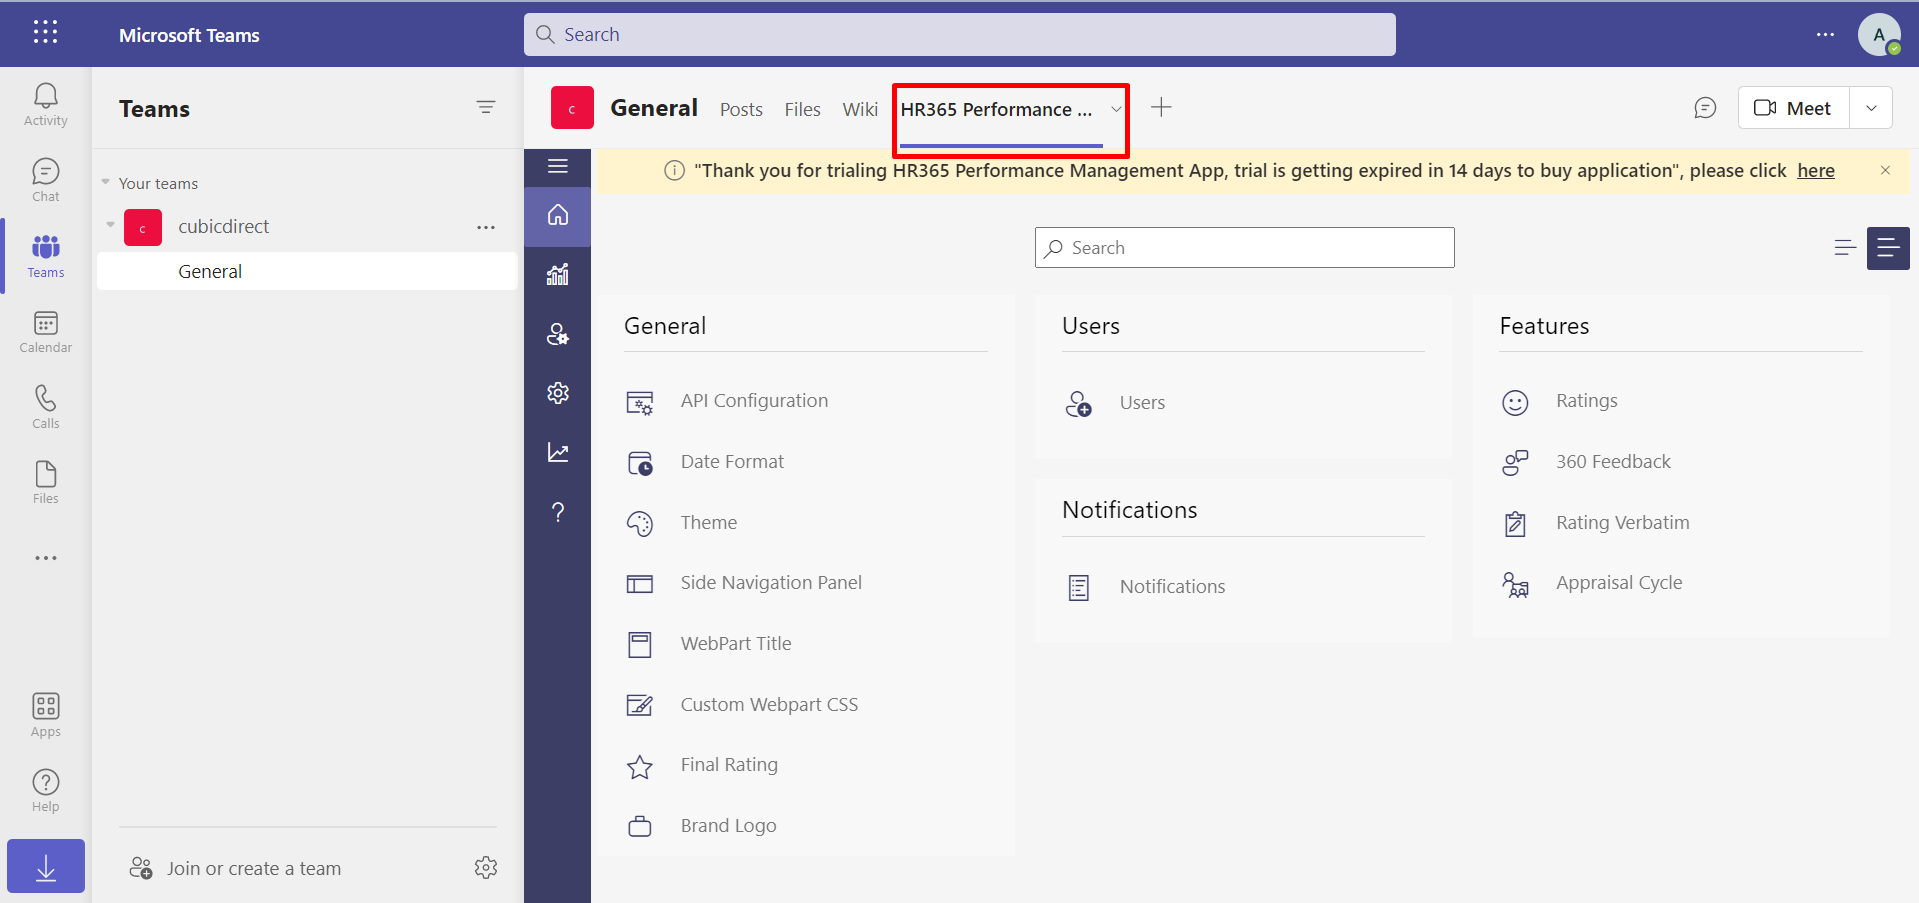 Microsoft Teams
Search
A
Activity
Chat
Teams
Calendar
Calls
Files
Apps
Help
Teams
Your teams
c
cubicdirect
General
Join or create a team
c
General
Posts
Files
Wiki
HR365 Performance ...
Meet
"Thank you for trialing HR365 Performance Management App, trial is getting expired in 14 days to buy application", please click here
Search
General
API Configuration
Date Format
Theme
Side Navigation Panel
WebPart Title
Custom Webpart CSS
Final Rating
Brand Logo
Users
Users
Notifications
Notifications
Features
Ratings
360 Feedback
Rating Verbatim
Appraisal Cycle